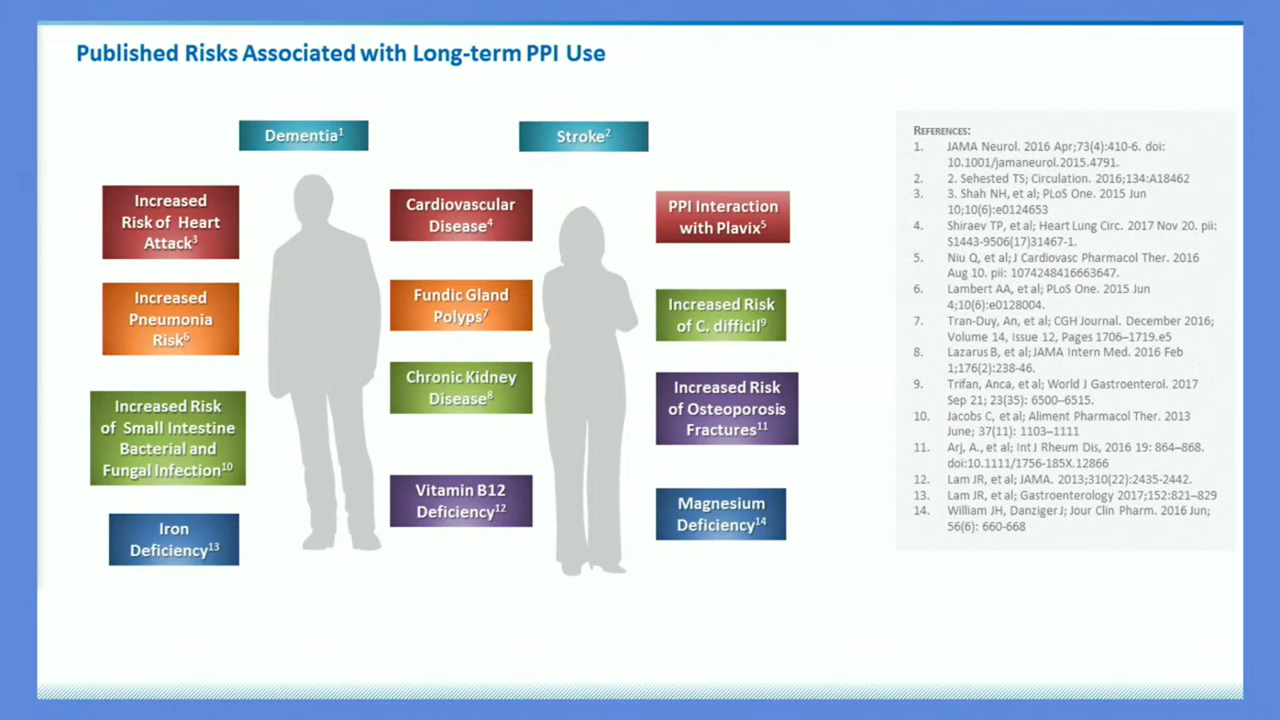 Published Risks Associated with Long-term PPI Use
Dementia1
Stroke2
Increased
Risk of Heart
Attack3
Cardiovascular
Disease4
PPI Interaction
with Plavix5
Increased
Pneumonia
Risk6
Fundic Gland
Polyps7
Increased Risk
of C. difficil9
Chronic Kidney
Disease8
Increased Risk
of Small Intestine
Bacterial and
Fungal Infection10
Increased Risk
of Osteoporosis
Fractures11
Vitamin B12
Deficiency12
Magnesium
Deficiency14
Iron
Deficiency13
REFERENCES:
1. JAMA Neurol. 2016 Apr;73(4):410-6. doi:
10.1001/jamaneurol.2015.4791.
2. 2. Sehested TS; Circulation. 2016;134:A18462
3. 3. Shah NH, et al; PLoS One. 2015 Jun
10;10(6):e0124653
4. Shiraev TP, et al; Heart Lung Circ. 2017 Nov 20. pii:
S1443-9506(17)31467-1.
5. Niu Q, et al; J Cardiovasc Pharmacol Ther. 2016
Aug 10. pii: 1074248416663647.
6. Lambert AA, et al; PLoS One. 2015 Jun
4;10(6):e0128004.
7. Tran-Duy, An, et al; CGH Journal. December 2016;
Volume 14, Issue 12, Pages 1706–1719.e5
8. Lazarus B, et al; JAMA Intern Med. 2016 Feb
1;176(2):238-46.
9. Trifan, Anca, et al; World J Gastroenterol. 2017
Sep 21; 23(35): 6500–6515.
10. Jacobs C, et al; Aliment Pharmacol Ther. 2013
June; 37(11): 1103–1111
11. Arj, A., et al; Int J Rheum Dis, 2016 19: 864–868.
doi:10.1111/1756-185X.12866
12. Lam JR, et al; JAMA. 2013;310(22):2435-2442.
13. Lam JR, et al; Gastroenterology 2017;152:821–829
14. William JH, Danziger J; Jour Clin Pharm. 2016 Jun;
56(6): 660-668